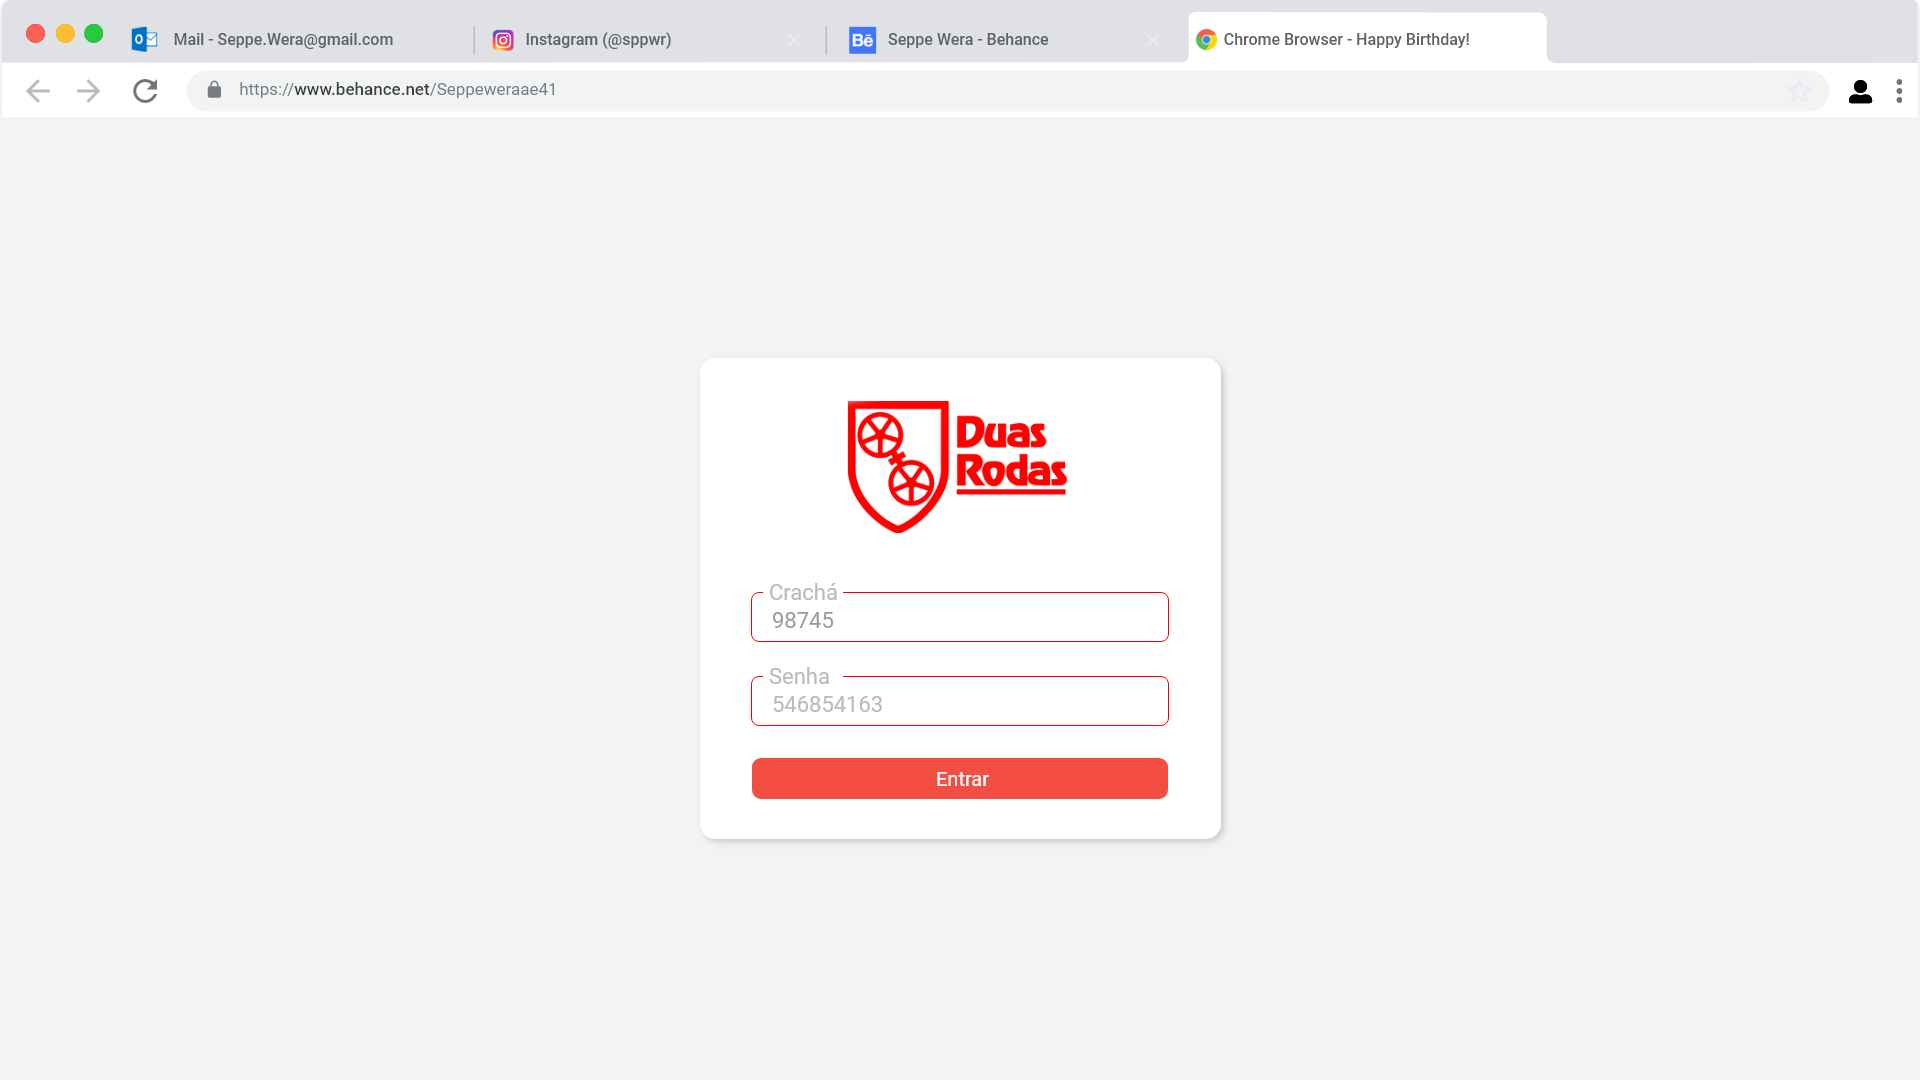 Mail - Seppe.Wera@gmail.com
Instagram (@sppwr)
Bē
Seppe Wera - Behance
Chrome Browser - Happy Birthday!
https://www.behance.net/Seppeweraae41
Duas
Rodas
Crachá
98745
Senha
546854163
Entrar